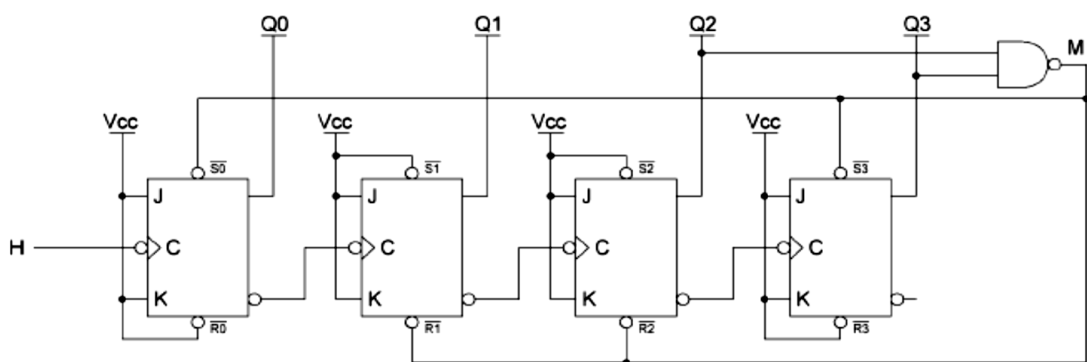 Q0 Q1 Q2 Q3
M
Vcc Vcc Vcc Vcc
S0 S1 S2 S3
J J J J
H C C C C
K K K K
R0 R1 R2 R3